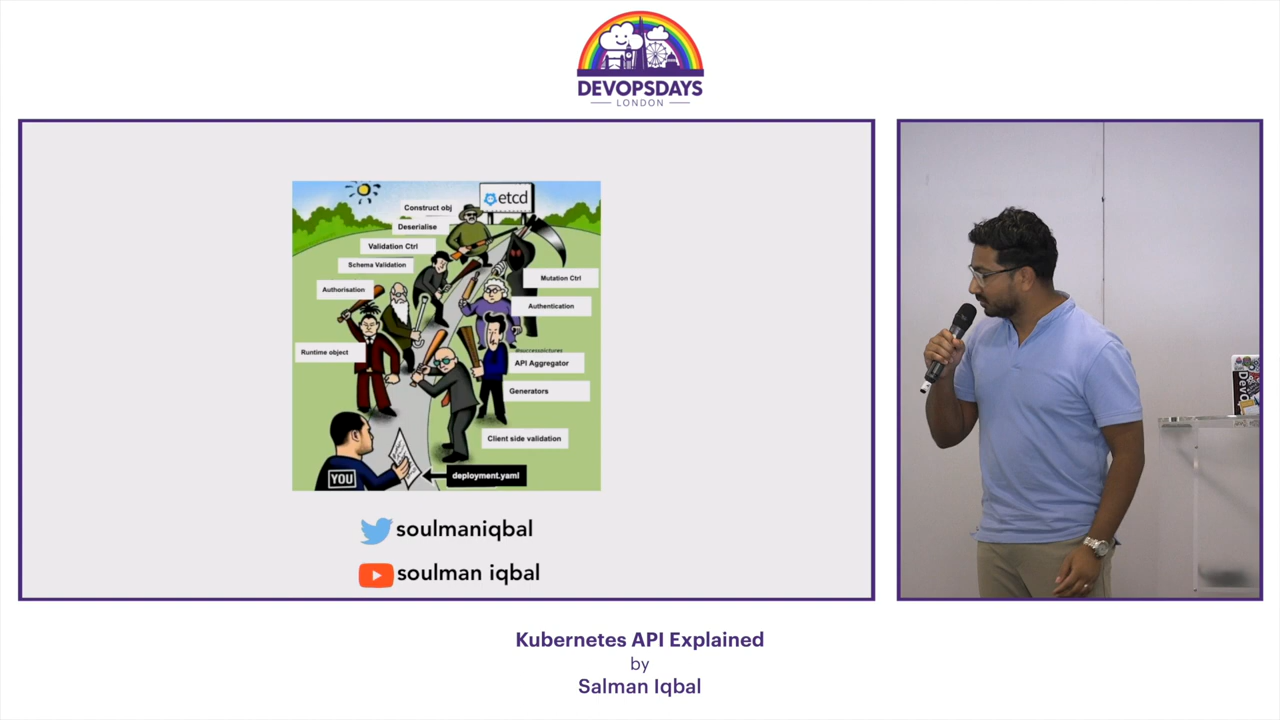 DEVOPSDAYS
LONDON
etcd
Construct obj
Deserialise
Validation Ctrl
Schema Validation
Mutation Ctrl
Authorisation
Authentication
Runtime object
API Aggregator
Generators
Client side validation
YOU
deployment.yaml
soulmaniqbal
soulman iqbal
Kubernetes API Explained
by
Salman Iqbal